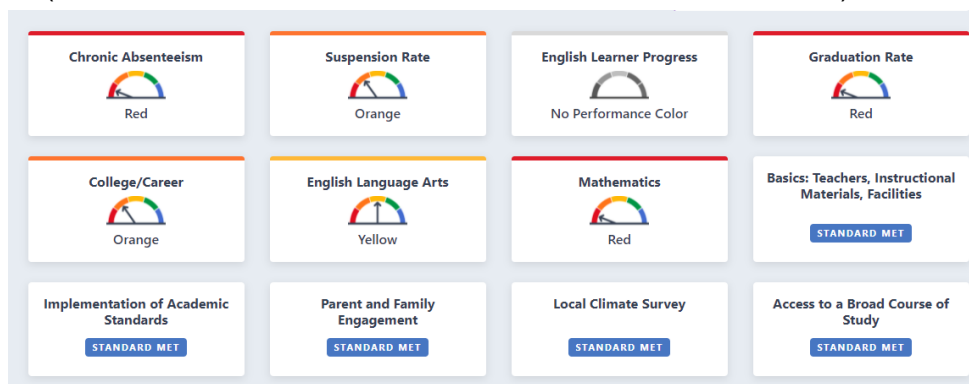 Chronic Absenteeism
Red
Suspension Rate
Orange
English Learner Progress
No Performance Color
Graduation Rate
Red
College/Career
Orange
English Language Arts
Yellow
Mathematics
Red
Basics: Teachers, Instructional
Materials, Facilities
STANDARD MET
Implementation of Academic
Standards
STANDARD MET
Parent and Family
Engagement
STANDARD MET
Local Climate Survey
STANDARD MET
Access to a Broad Course of
Study
STANDARD MET